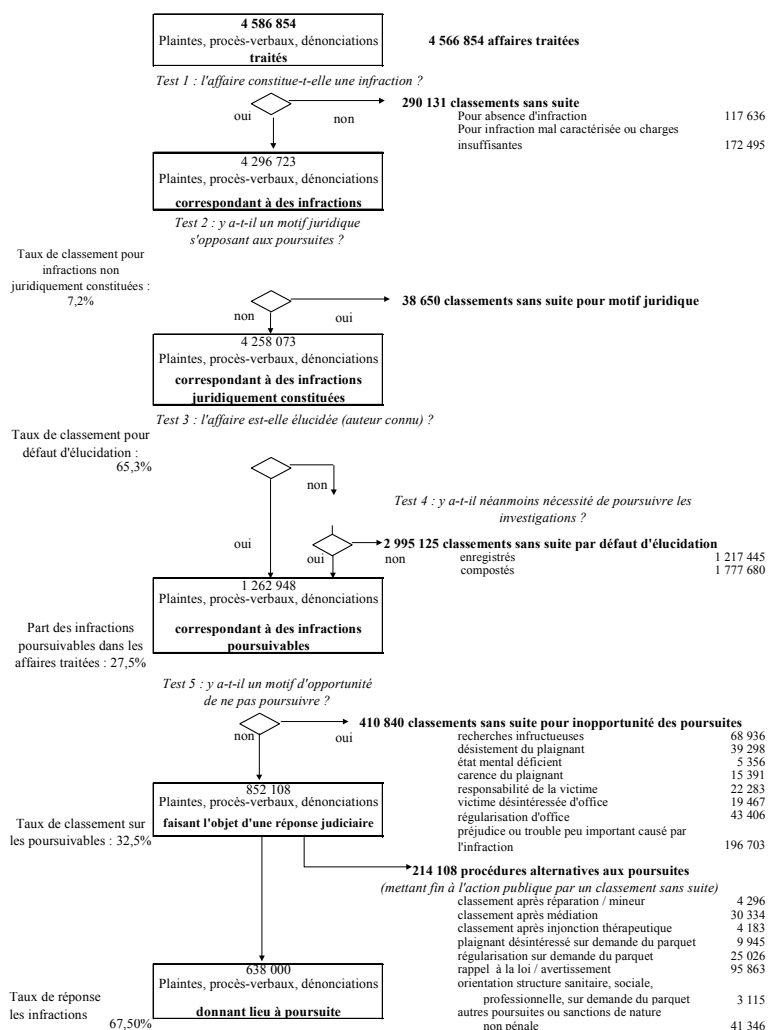 4 586 854
Plaintes, procès-verbaux, dénonciations
traités
4 566 854 affaires traitées
Test 1 : l'affaire constitue-t-elle une infraction ?
oui
non
290 131 classements sans suite
Pour absence d'infraction 117 636
Pour infraction mal caractérisée ou charges
insuffisantes 172 495
4 296 723
Plaintes, procès-verbaux, dénonciations
correspondant à des infractions
Test 2 : y a-t-il un motif juridique
s'opposant aux poursuites ?
Taux de classement pour
infractions non
juridiquement constituées :
7,2%
non
oui
38 650 classements sans suite pour motif juridique
4 258 073
Plaintes, procès-verbaux, dénonciations
correspondant à des infractions
juridiquement constituées
Test 3 : l'affaire est-elle élucidée (auteur connu) ?
Taux de classement pour
défaut d'élucidation :
65,3%
non
Test 4 : y a-t-il néanmoins nécessité de poursuivre les
investigations ?
oui
oui
non
2 995 125 classements sans suite par défaut d'élucidation
enregistrés 1 217 445
compostés 1 777 680
1 262 948
Plaintes, procès-verbaux, dénonciations
correspondant à des infractions
poursuivables
Part des infractions
poursuivables dans les
affaires traitées : 27,5%
Test 5 : y a-t-il un motif d'opportunité
de ne pas poursuivre ?
non
oui
410 840 classements sans suite pour inopportunité des poursuites
recherches infructueuses 68 936
désistement du plaignant 39 298
état mental déficient 5 356
carence du plaignant 15 391
responsabilité de la victime 22 283
victime désintéressée d'office 19 467
régularisation d'office 43 406
préjudice ou trouble peu important causé par
l'infraction 196 703
852 108
Plaintes, procès-verbaux, dénonciations
faisant l'objet d'une réponse judiciaire
Taux de classement sur
les poursuivables : 32,5%
214 108 procédures alternatives aux poursuites
(mettant fin à l'action publique par un classement sans suite)
classement après réparation / mineur 4 296
classement après médiation 30 334
classement après injonction thérapeutique 4 183
plaignant désintéressé sur demande du parquet 9 945
régularisation sur demande du parquet 25 026
rappel à la loi / avertissement 95 863
orientation structure sanitaire, sociale,
professionnelle, sur demande du parquet 3 115
autres poursuites ou sanctions de nature
non pénale 41 346
638 000
Plaintes, procès-verbaux, dénonciations
donnant lieu à poursuite
Taux de réponse
les infractions
67,50%